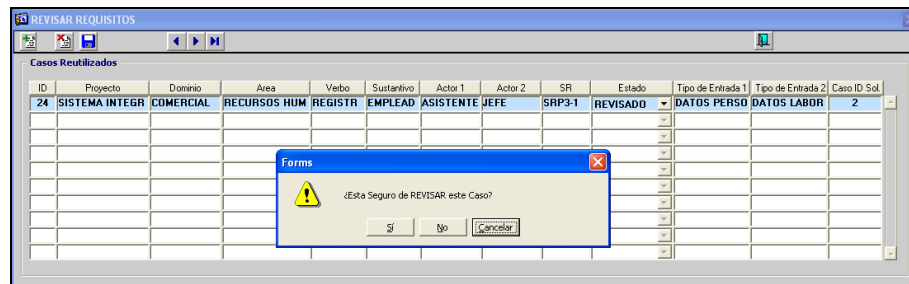 REVISAR REQUISITOS
Casos Reutilizados
ID Proyecto Dominio Area Verbo Sustantivo Actor 1 Actor 2 SR Estado Tipo de Entrada 1 Tipo de Entrada 2 Caso ID Sol.
24 SISTEMA INTEGR COMERCIAL RECURSOS HUM REGISTR EMPLEAD ASISTENTE JEFE SRP3-1 REVISADO DATOS PERSO DATOS LABOR 2
Forms
¿Esta Seguro de REVISAR este Caso?
Sí No Cancelar